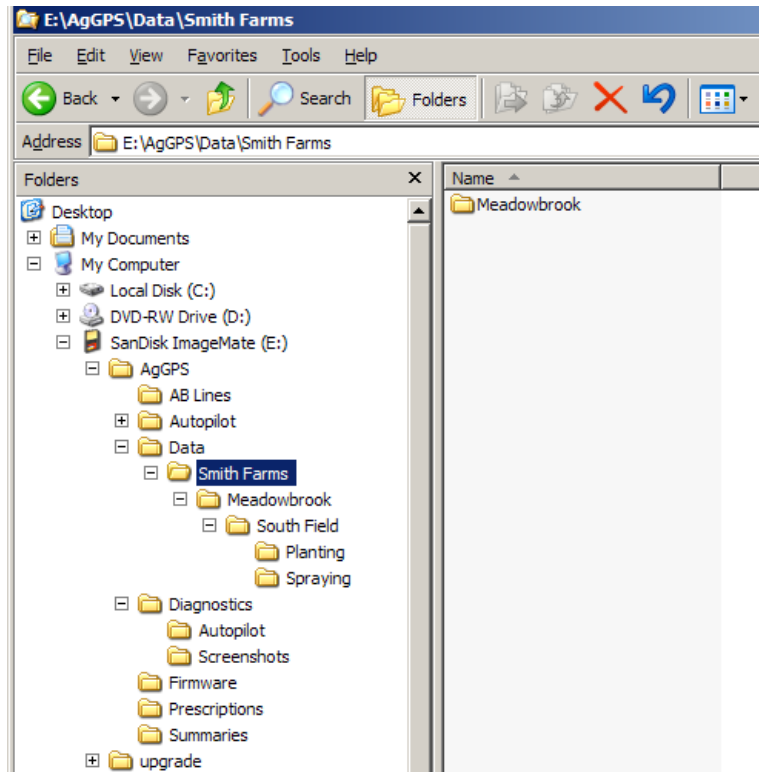 E:\AgGPS\Data\Smith Farms
File Edit View Favorites Tools Help
Back Search Folders
Address E:\AgGPS\Data\Smith Farms
Folders
Desktop
My Documents
My Computer
Local Disk (C:)
DVD-RW Drive (D:)
SanDisk ImageMate (E:)
AgGPS
AB Lines
Autopilot
Data
Smith Farms
Meadowbrook
South Field
Planting
Spraying
Diagnostics
Autopilot
Screenshots
Firmware
Prescriptions
Summaries
upgrade
Name
Meadowbrook